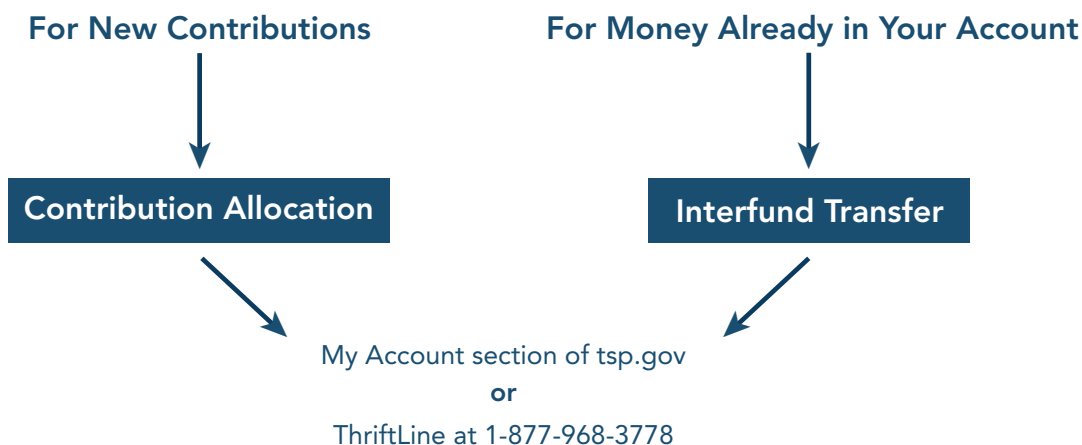 For New Contributions
For Money Already in Your Account
Contribution Allocation
Interfund Transfer
My Account section of tsp.gov
or
ThriftLine at 1-877-968-3778